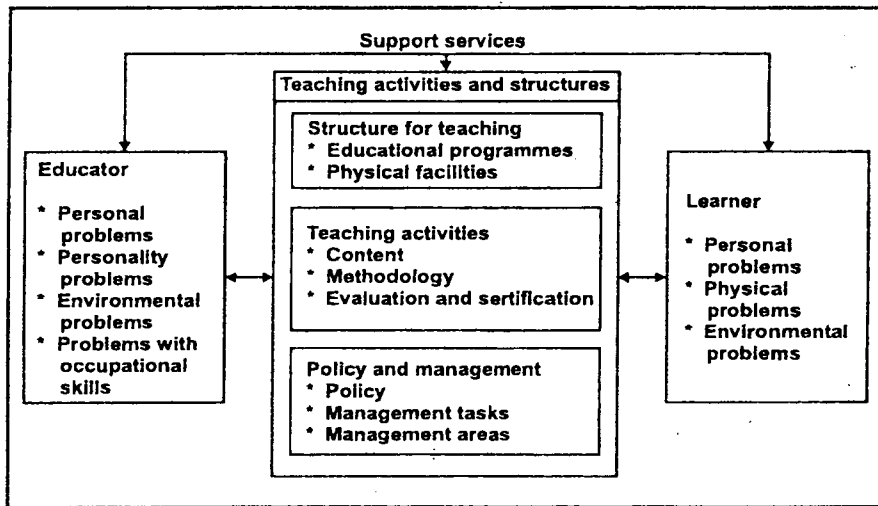 Support services
Teaching activities and structures
Structure for teaching
* Educational programmes
* Physical facilities
Educator
* Personal
problems
* Personality
problems
* Environmental
problems
* Problems with
occupational
skills
Teaching activities
* Content
* Methodology
* Evaluation and sertification
Policy and management
* Policy
* Management tasks
* Management areas
Learner
* Personal
problems
* Physical
problems
* Environmental
problems